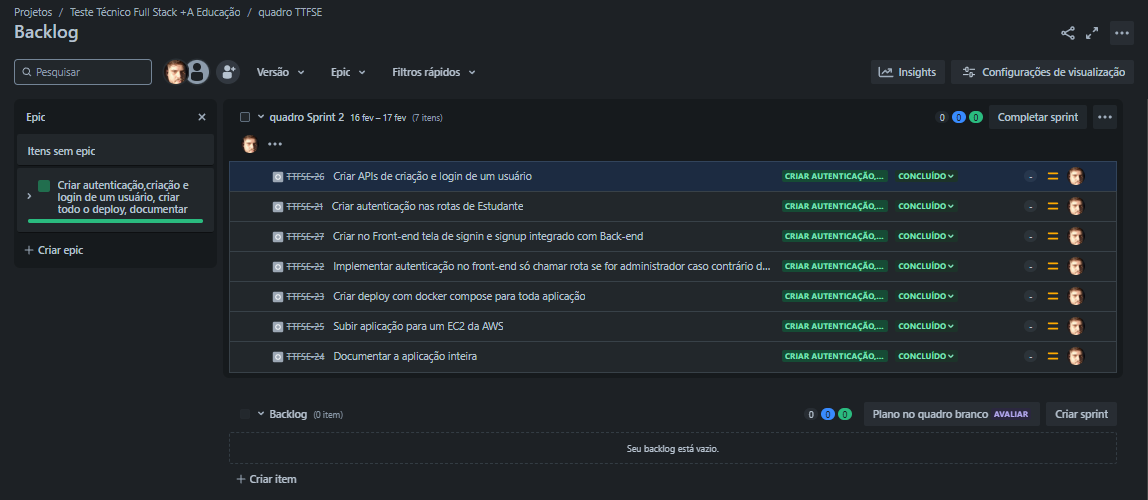 Projetos / Teste Técnico Full Stack +A Educação / quadro TTFSE
Backlog
Pesquisar
Versão
Epic
Filtros rápidos
Insights
Configurações de visualização
Epic
Itens sem epic
Criar autenticação,criação e
login de um usuário, criar
todo o deploy, documentar
+ Criar epic
quadro Sprint 2 16 fev – 17 fev (7 itens)
0 0 0 Completar sprint
TTFSE-26 Criar APIs de criação e login de um usuário CRIAR AUTENTICAÇÃO,... CONCLUÍDO -
TTFSE-21 Criar autenticação nas rotas de Estudante CRIAR AUTENTICAÇÃO,... CONCLUÍDO -
TTFSE-27 Criar no Front-end tela de signin e signup integrado com Back-end CRIAR AUTENTICAÇÃO,... CONCLUÍDO -
TTFSE-22 Implementar autenticação no front-end só chamar rota se for administrador caso contrário d... CRIAR AUTENTICAÇÃO,... CONCLUÍDO -
TTFSE-23 Criar deploy com docker compose para toda aplicação CRIAR AUTENTICAÇÃO,... CONCLUÍDO -
TTFSE-25 Subir aplicação para um EC2 da AWS CRIAR AUTENTICAÇÃO,... CONCLUÍDO -
TTFSE-24 Documentar a aplicação inteira CRIAR AUTENTICAÇÃO,... CONCLUÍDO -
Backlog (0 item)
0 0 0 Plano no quadro branco AVALIAR Criar sprint
Seu backlog está vazio.
+ Criar item